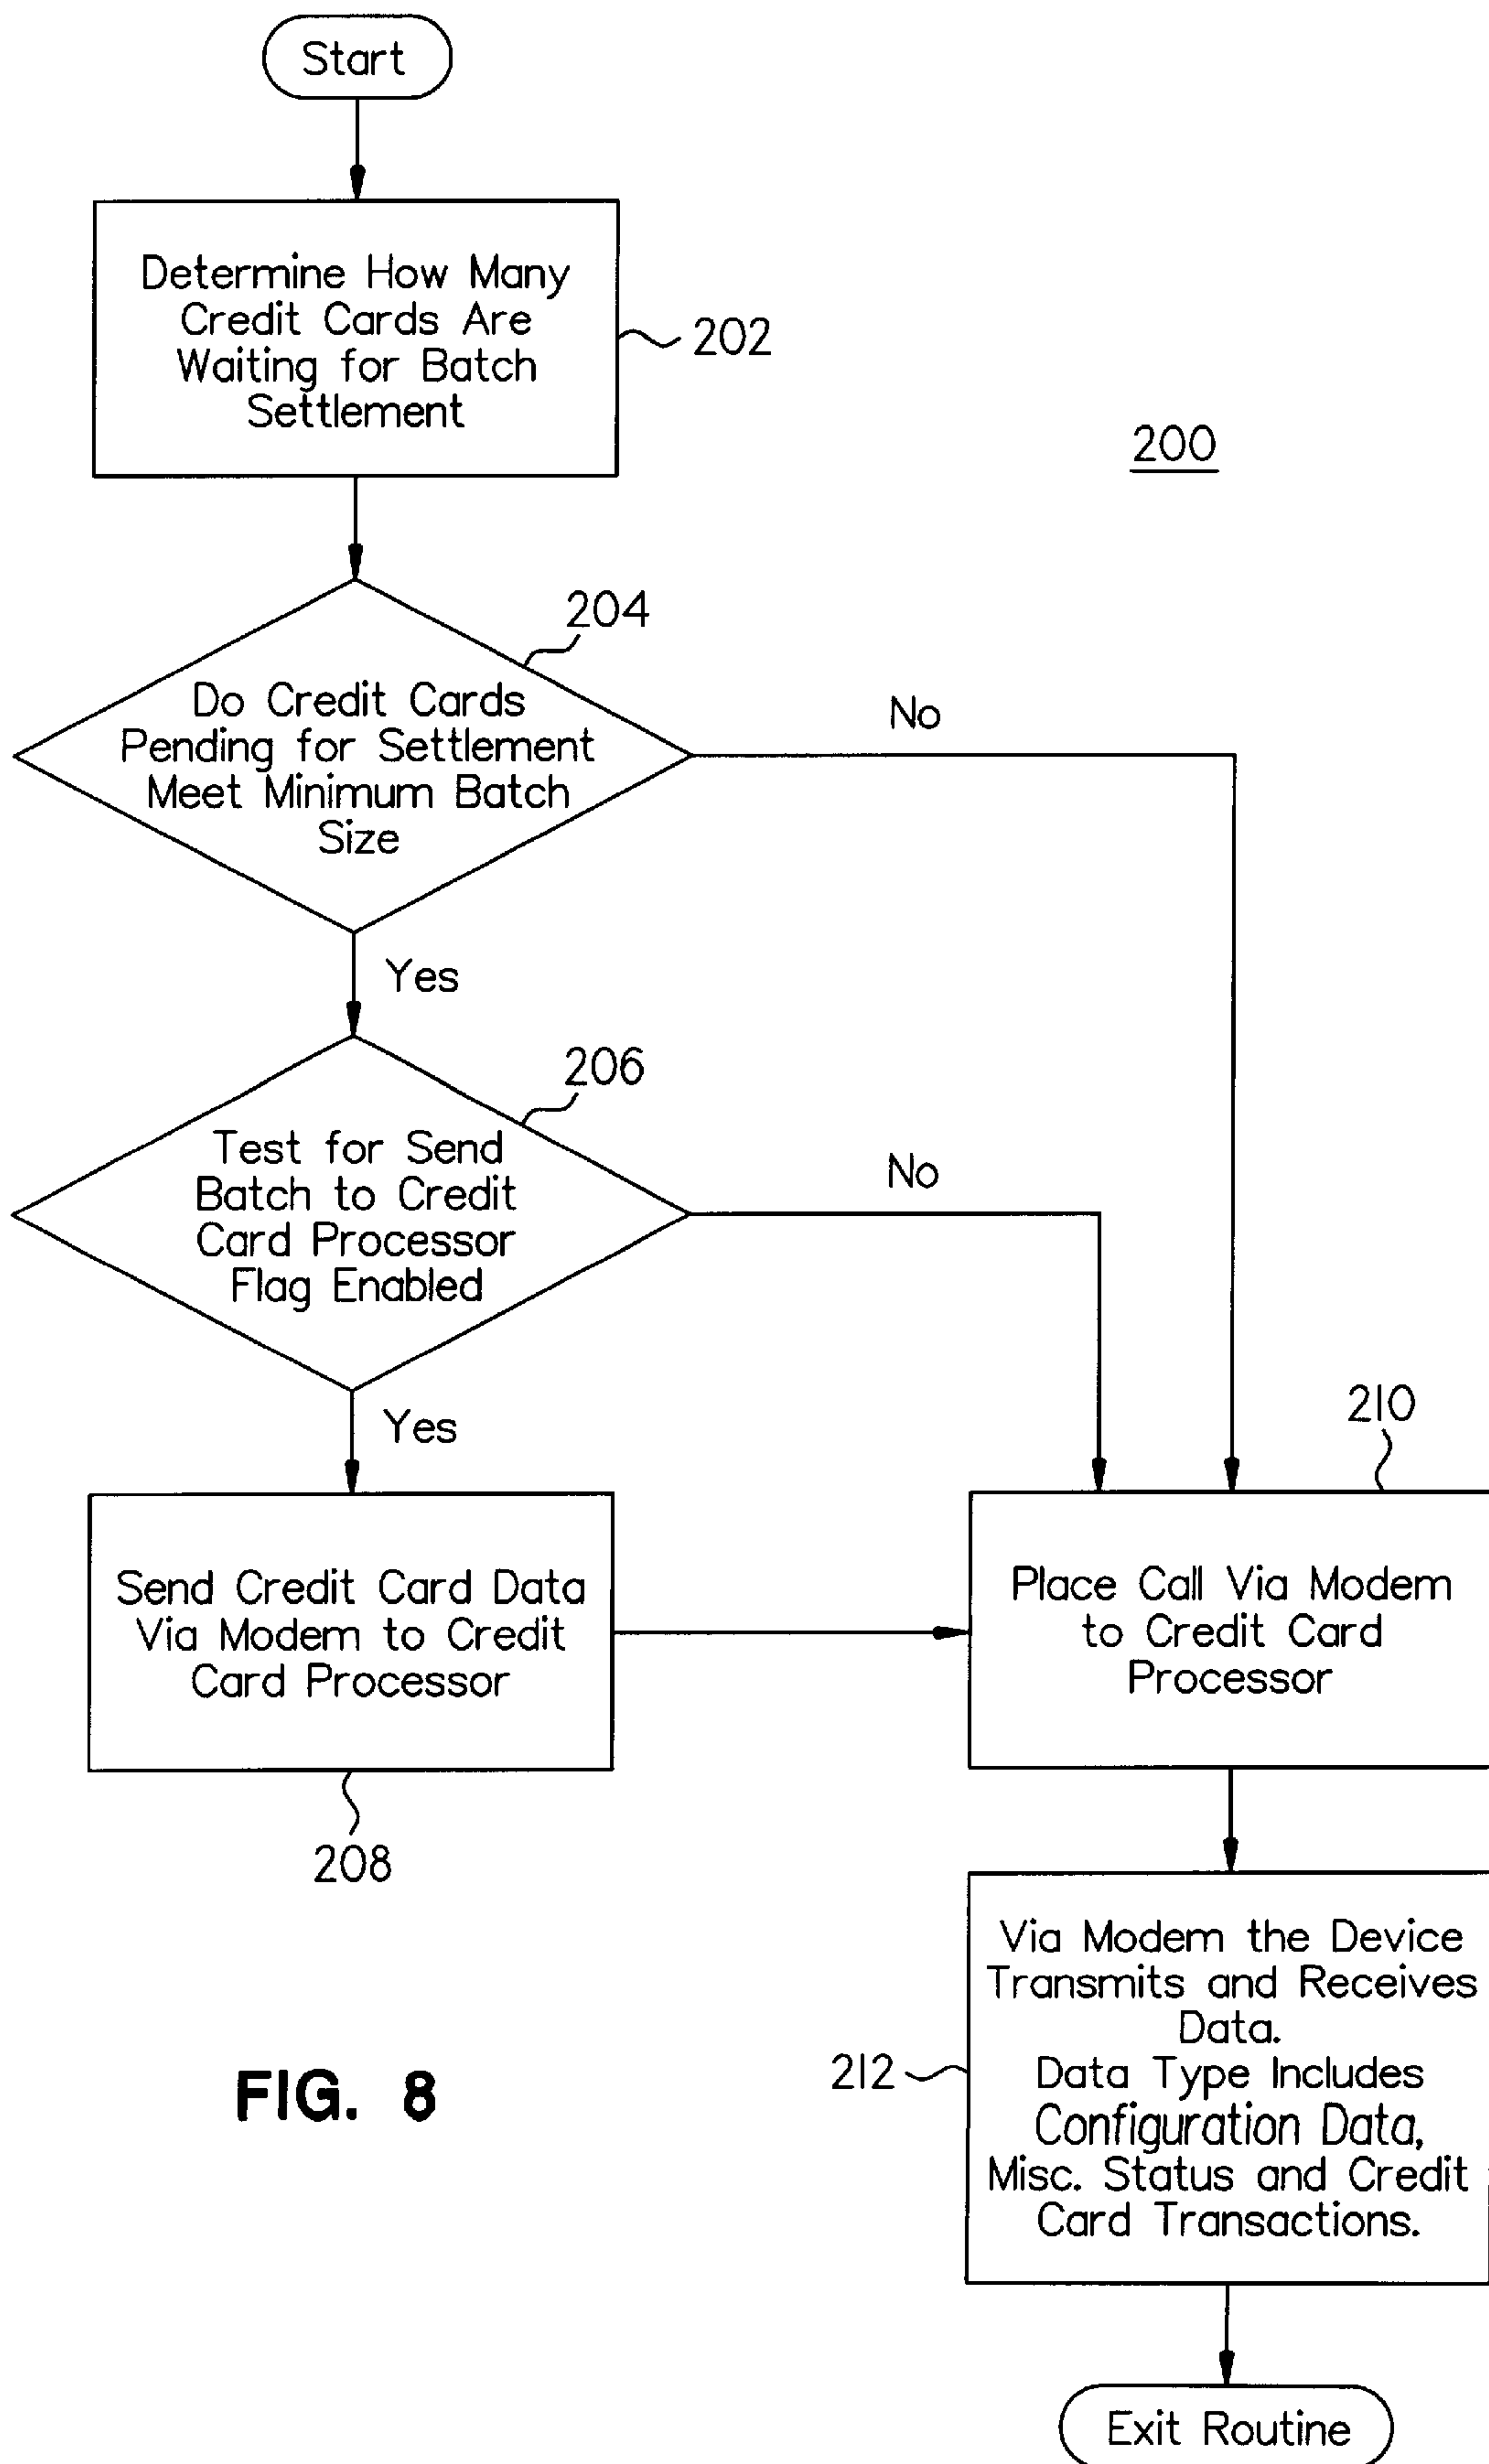 Start
Determine How Many
Credit Cards Are
Waiting for Batch
Settlement
202
200
204
Do Credit Cards
Pending for Settlement
Meet Minimum Batch
Size
No
Yes
206
Test for Send
Batch to Credit
Card Processor
Flag Enabled
No
Yes
Send Credit Card Data
Via Modem to Credit
Card Processor
208
210
Place Call Via Modem
to Credit Card
Processor
Via Modem the Device
Transmits and Receives
Data.
Data Type Includes
Configuration Data,
Misc. Status and Credit
Card Transactions.
212
FIG. 8
Exit Routine